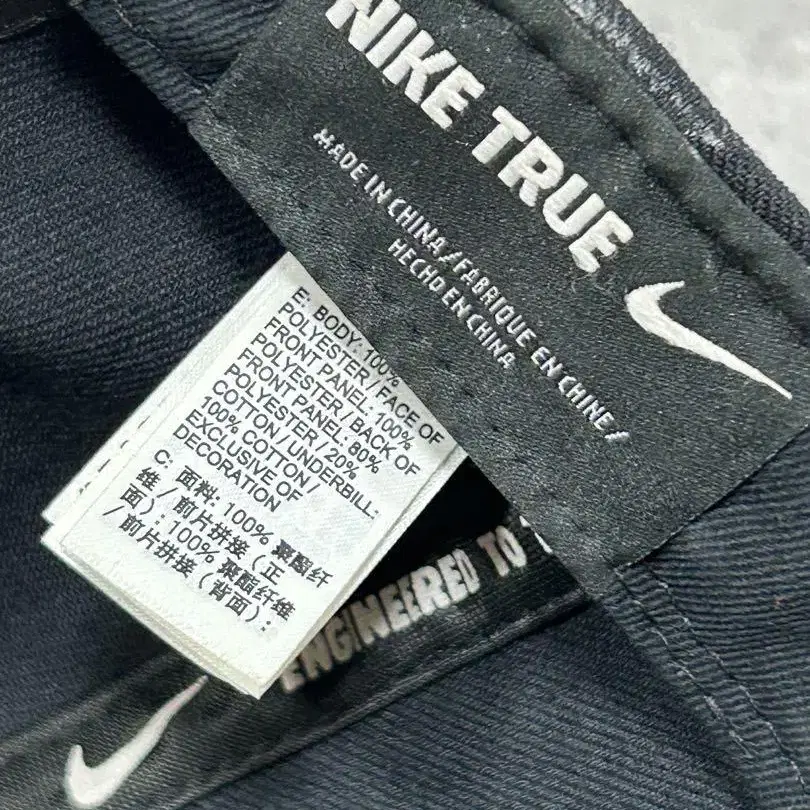 NIKE TRUE
MADE IN CHINA/FABRIQUE EN CHINE/
HECHO EN CHINA
E: BODY: 100%
POLYESTER / FACE OF
FRONT PANEL: 100%
POLYESTER / BACK OF
FRONT PANEL: 80%
POLYESTER / 20%
COTTON / UNDERBILL:
100% COTTON /
EXCLUSIVE OF
DECORATION
C: 面料: 100% 聚酯纤
维 / 前片拼接 (正
面): 100% 聚酯纤维
/ 前片拼接 (背面):
ENGINEERED TO